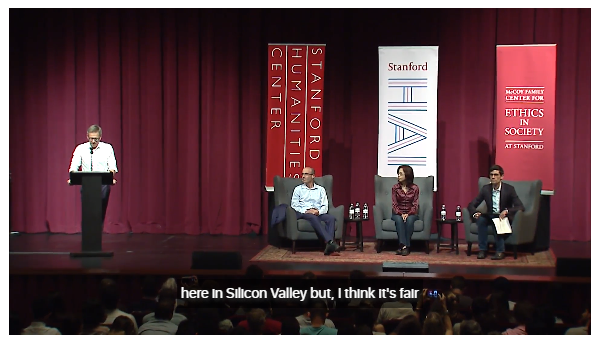 STANFORD
HUMANITIES
CENTER
Stanford
HAI
McCOY FAMILY
CENTER FOR
ETHICS
IN
SOCIETY
AT STANFORD
here in Silicon Valley but, I think it's fair